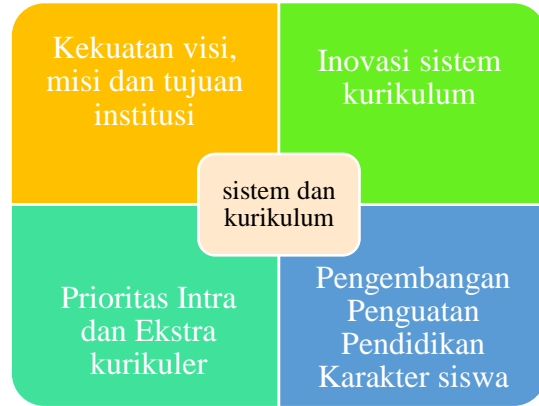 Kekuatan visi,
misi dan tujuan
institusi
Inovasi sistem
kurikulum
sistem dan
kurikulum
Prioritas Intra
dan Ekstra
kurikuler
Pengembangan
Penguatan
Pendidikan
Karakter siswa